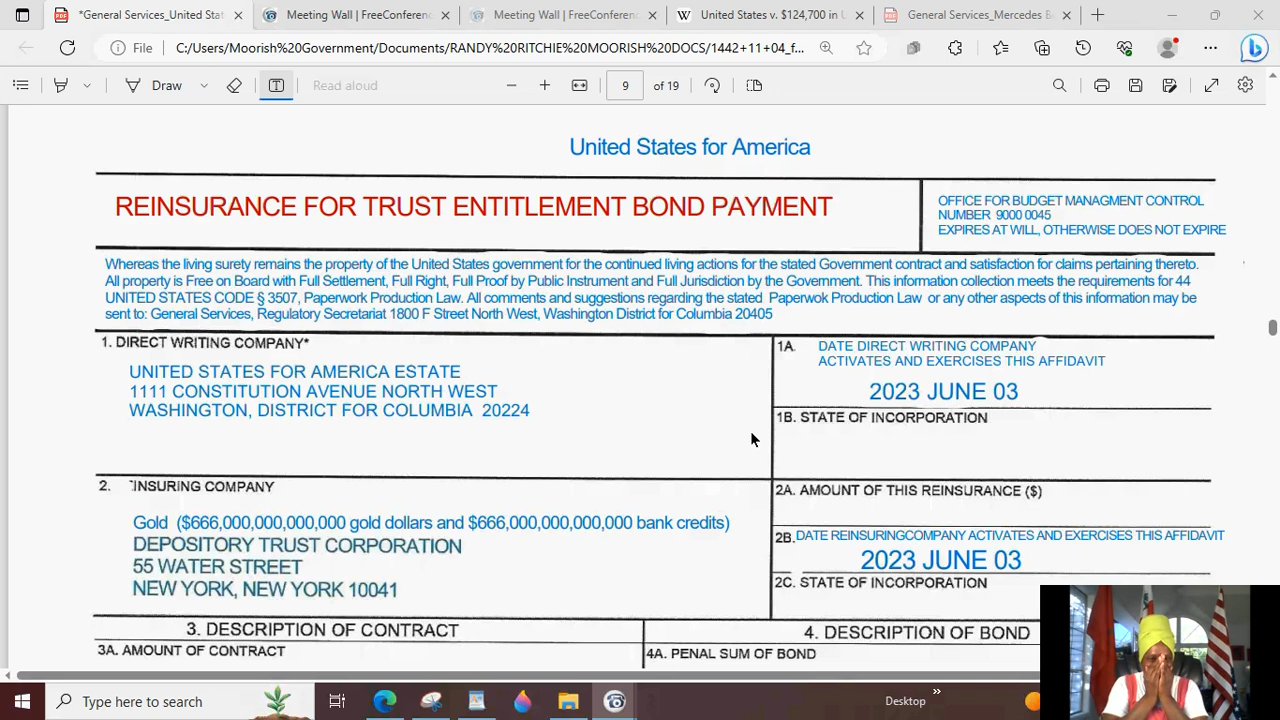 *General Services_United Stat
Meeting Wall | FreeConferenc
Meeting Wall | FreeConferenc
United States v. $124,700 in U.S
General Services_Mercedes B
File
C:/Users/Moorish%20Government/Documents/RANDY%20RITCHIE%20MOORISH%20DOCS/1442+11+04_f...
Draw
Read aloud
9 of 19
United States for America
REINSURANCE FOR TRUST ENTITLEMENT BOND PAYMENT
OFFICE FOR BUDGET MANAGMENT CONTROL
NUMBER 9000 0045
EXPIRES AT WILL, OTHERWISE DOES NOT EXPIRE
Whereas the living surety remains the property of the United States government for the continued living actions for the stated Government contract and satisfaction for claims pertaining thereto.
All property is Free on Board with Full Settlement, Full Right, Full Proof by Public Instrument and Full Jurisdiction by the Government. This information collection meets the requirements for 44
UNITED STATES CODE § 3507, Paperwork Production Law. All comments and suggestions regarding the stated Paperwok Production Law or any other aspects of this information may be
sent to: General Services, Regulatory Secretariat 1800 F Street North West, Washington District for Columbia 20405
1. DIRECT WRITING COMPANY*
UNITED STATES FOR AMERICA ESTATE
1111 CONSTITUTION AVENUE NORTH WEST
WASHINGTON, DISTRICT FOR COLUMBIA 20224
1A. DATE DIRECT WRITING COMPANY
ACTIVATES AND EXERCISES THIS AFFIDAVIT
2023 JUNE 03
1B. STATE OF INCORPORATION
2. INSURING COMPANY
Gold ($666,000,000,000,000 gold dollars and $666,000,000,000,000 bank credits)
DEPOSITORY TRUST CORPORATION
55 WATER STREET
NEW YORK, NEW YORK 10041
2A. AMOUNT OF THIS REINSURANCE ($)
2B. DATE REINSURINGCOMPANY ACTIVATES AND EXERCISES THIS AFFIDAVIT
2023 JUNE 03
2C. STATE OF INCORPORATION
3. DESCRIPTION OF CONTRACT
4. DESCRIPTION OF BOND
3A. AMOUNT OF CONTRACT
4A. PENAL SUM OF BOND
Type here to search
Desktop